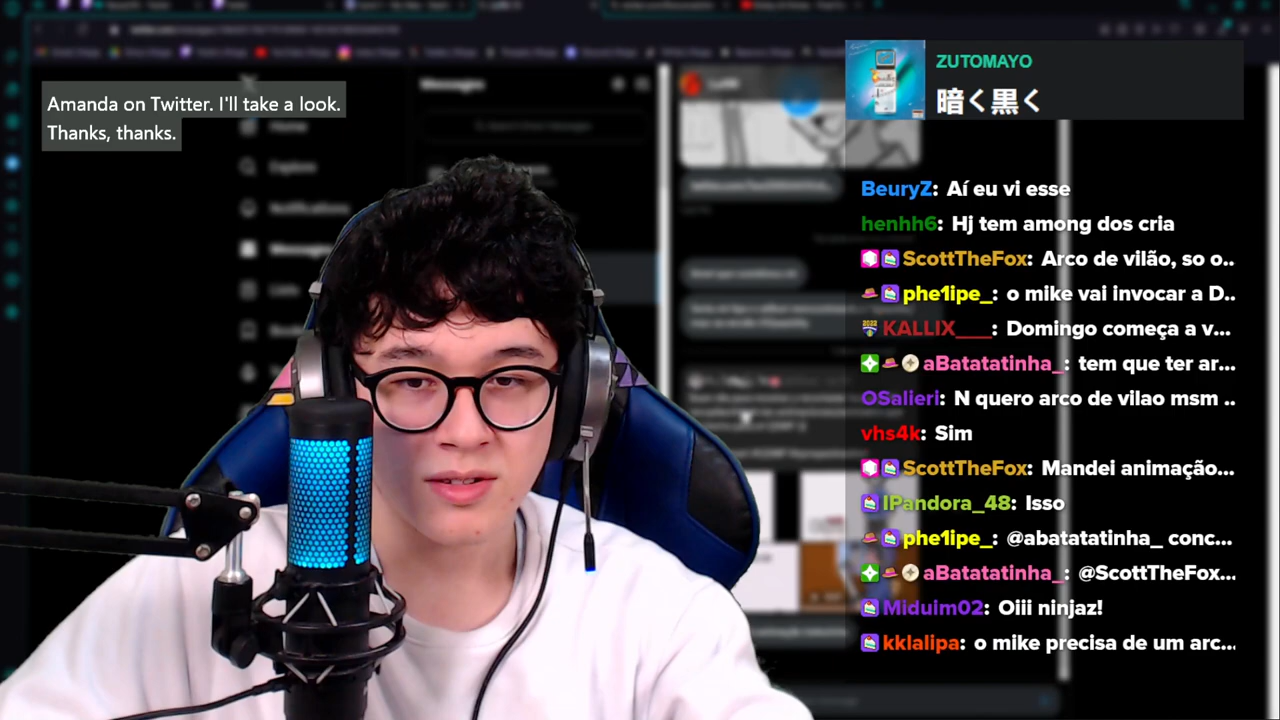 Amanda on Twitter. I'll take a look.
Thanks, thanks.
ZUTOMAYO
暗く黒く
Messages
BeuryZ: Aí eu vi esse
henhh6: Hj tem among dos cria
ScottTheFox: Arco de vilão, so o..
phe1ipe_: o mike vai invocar a D..
KALLIX___: Domingo começa a v...
aBatatatinha_: tem que ter ar...
OSalieri: N quero arco de vilao msm ..
vhs4k: Sim
ScottTheFox: Mandei animação...
IPandora_48: Isso
phe1ipe_: @abatatatinha_ conc...
aBatatatinha_: @ScottTheFox...
Miduim02: Oiii ninjaz!
kklalipa: o mike precisa de um arc...